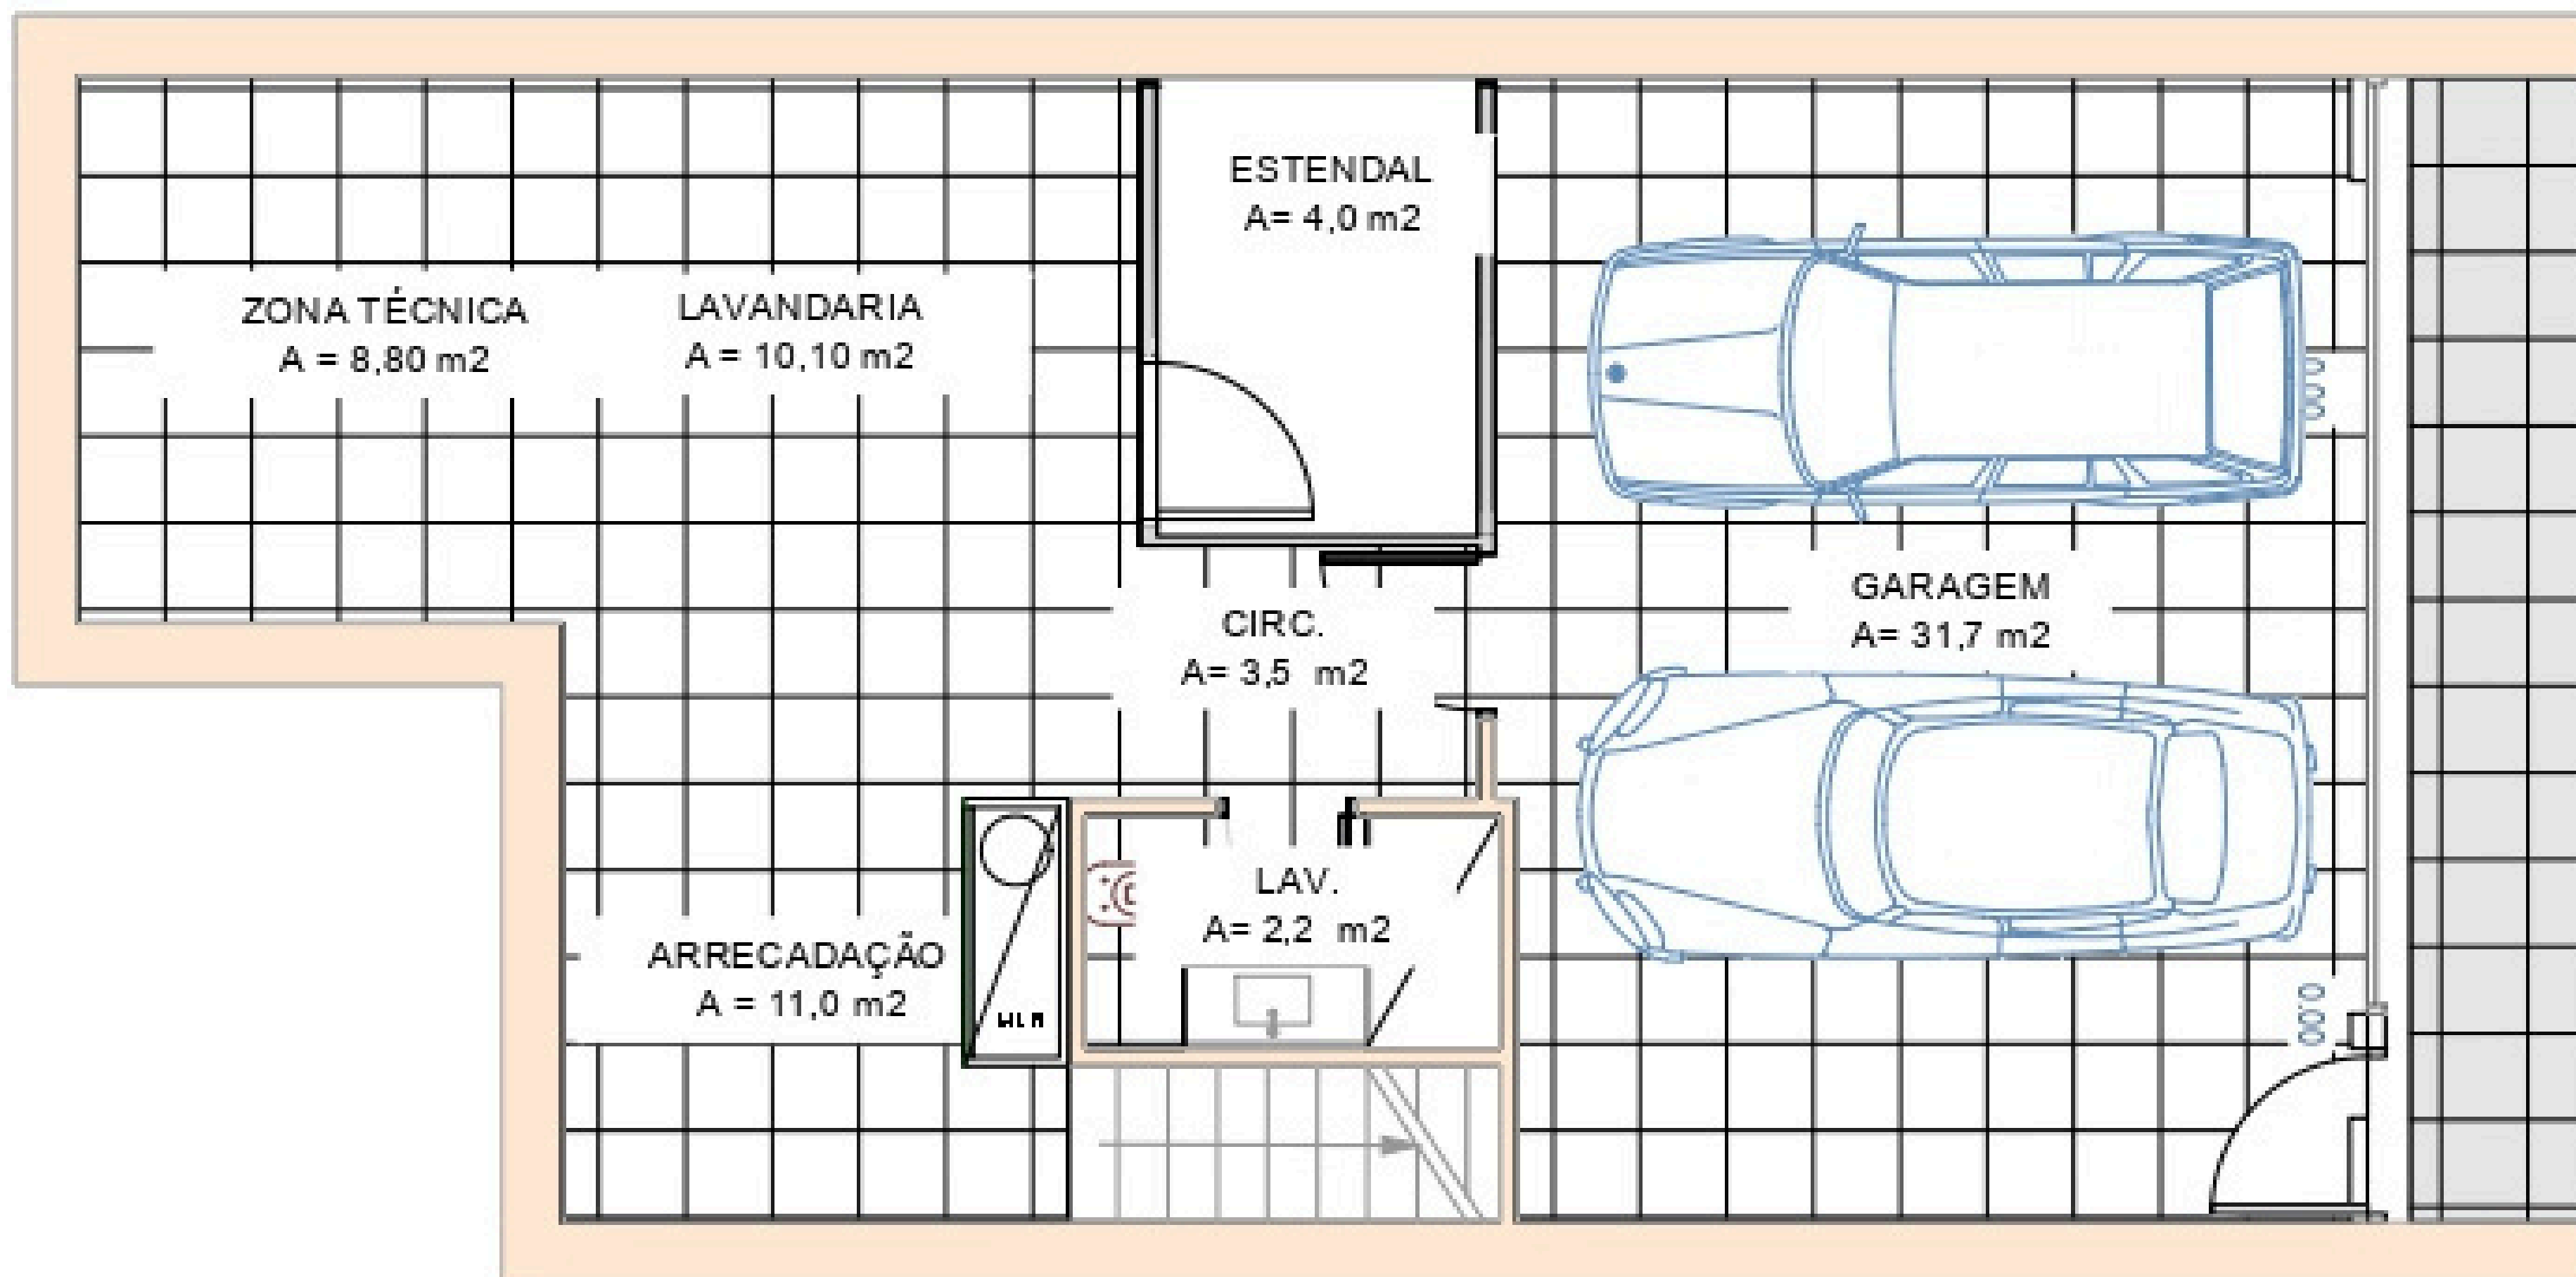 ESTENDAL
A= 4,0 m2
ZONA TÉCNICA
A = 8,80 m2
LAVANDARIA
A = 10,10 m2
CIRC.
A= 3,5 m2
GARAGEM
A= 31,7 m2
LAV.
A= 2,2 m2
ARRECADAÇÃO
A = 11,0 m2